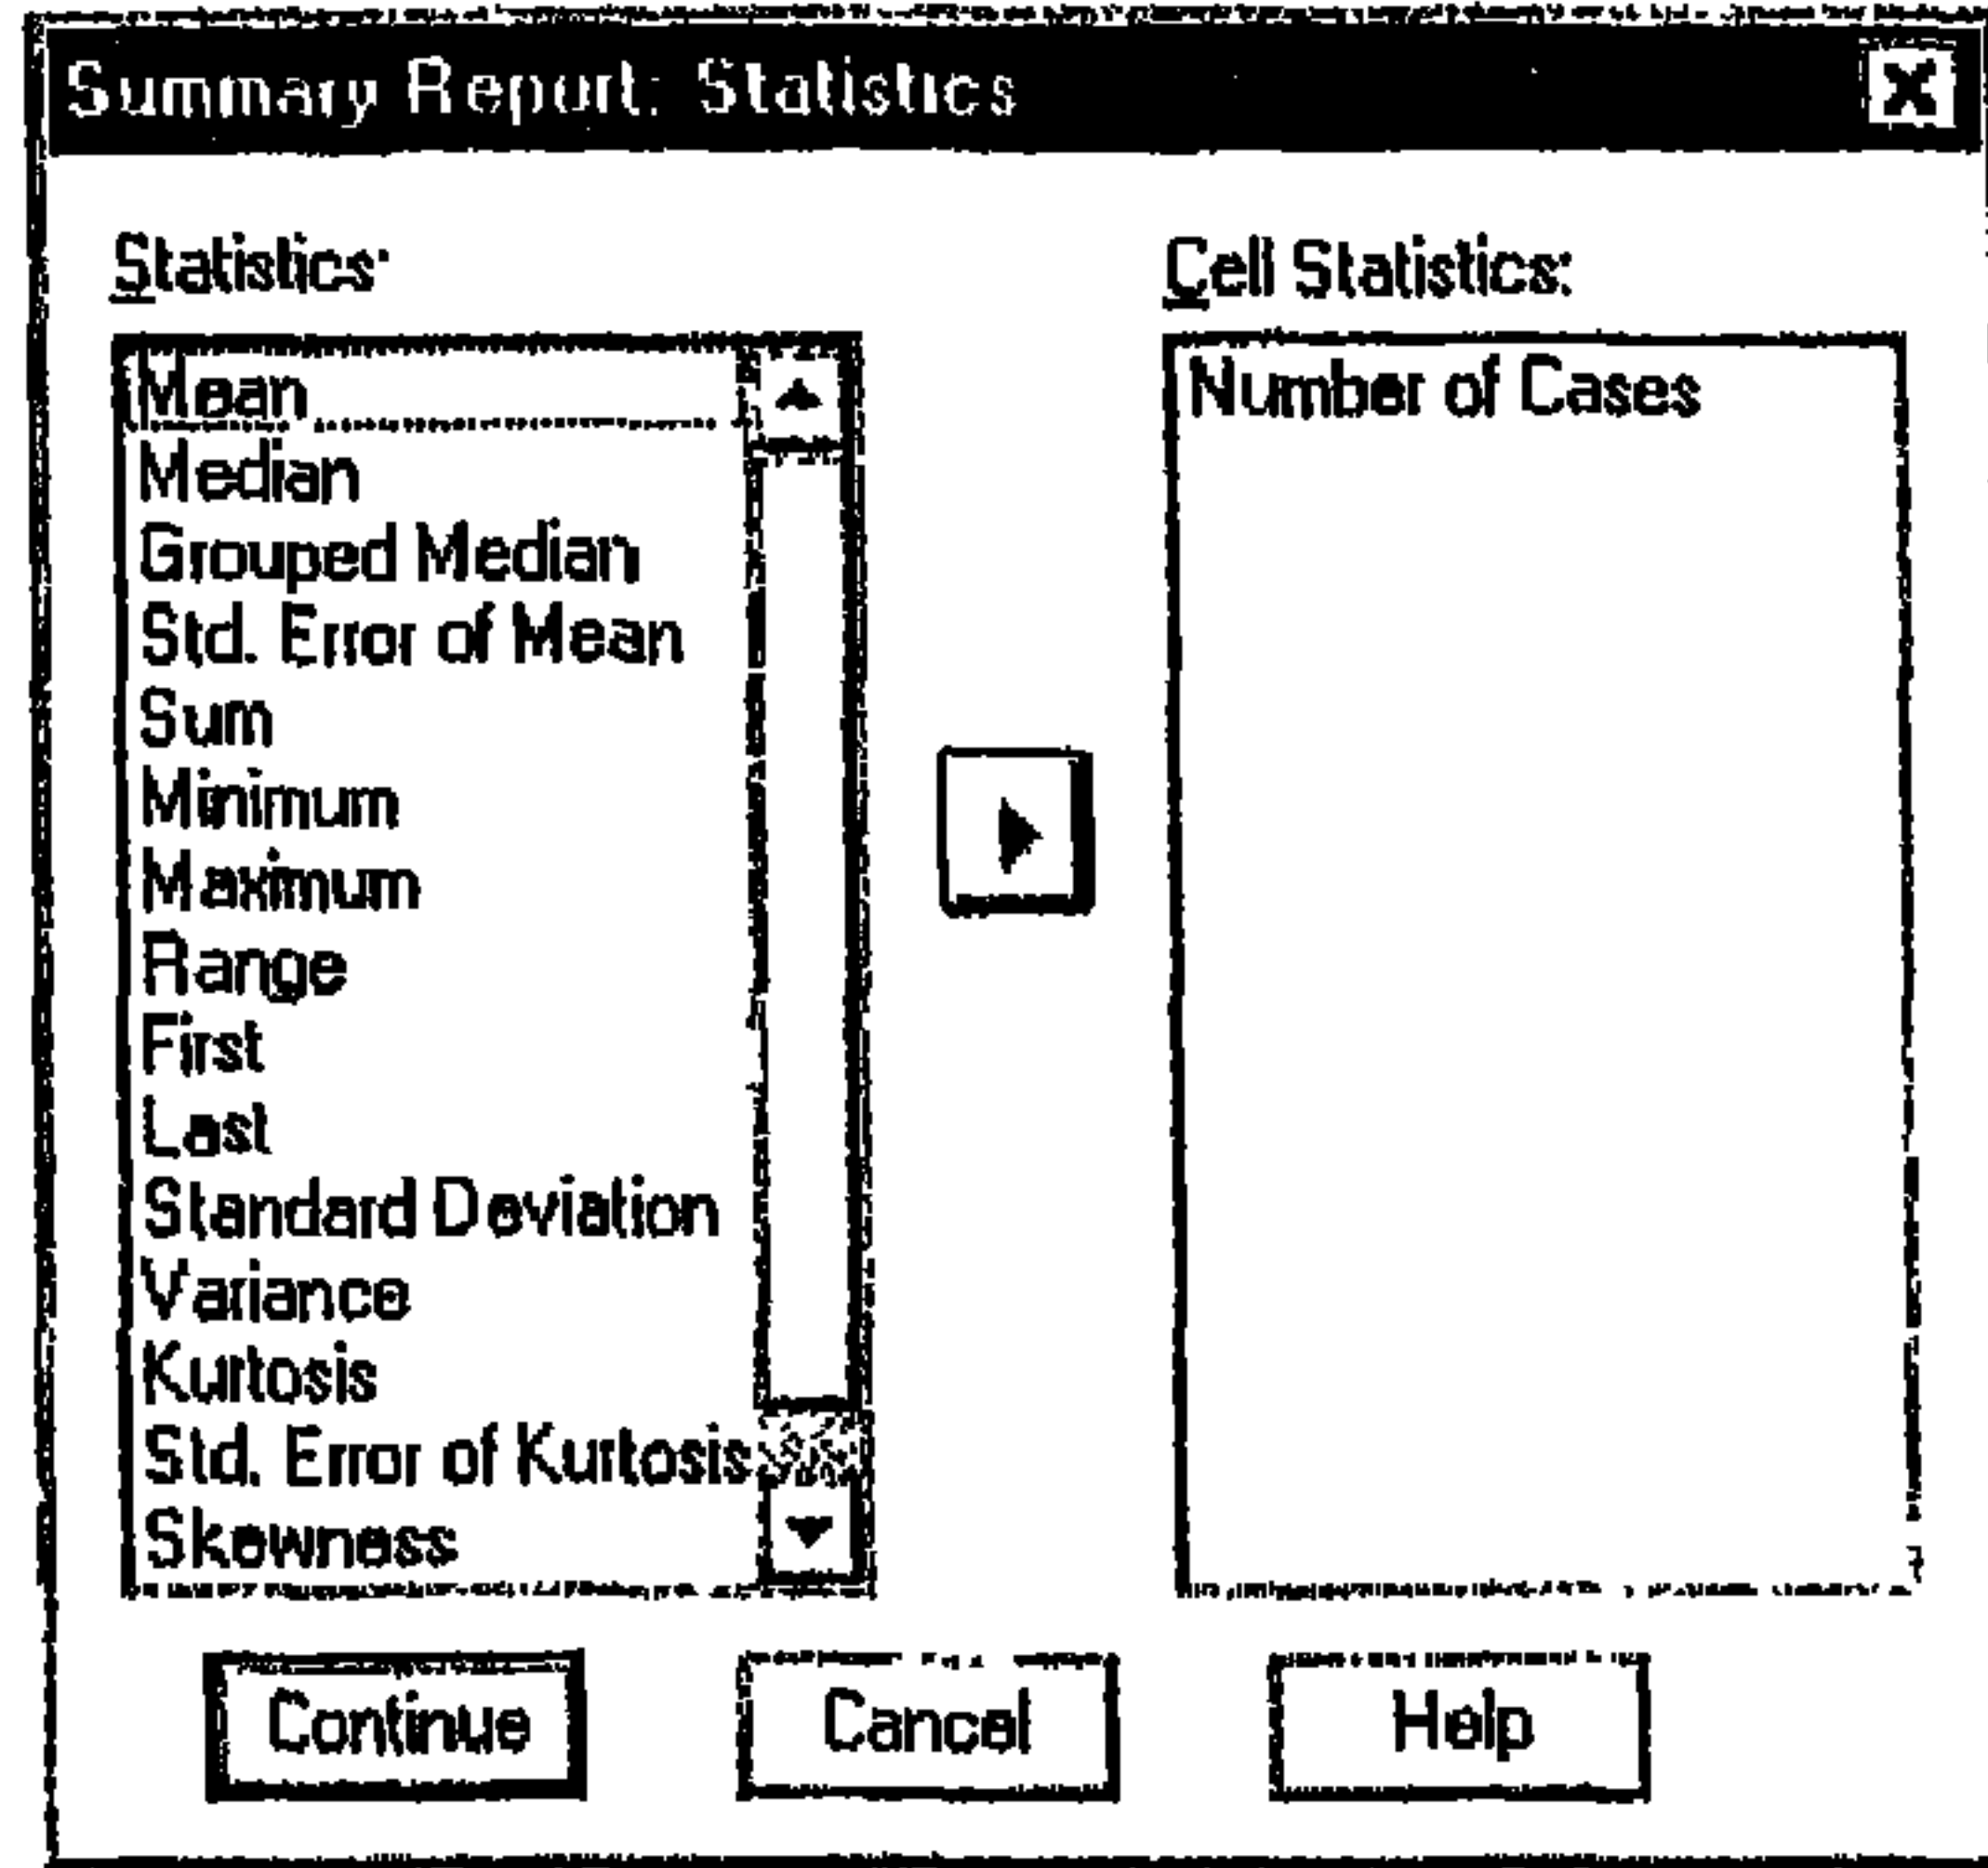 Summary Report: Statistics
Statistics:
Mean
Median
Grouped Median
Std. Error of Mean
Sum
Minimum
Maximum
Range
First
Last
Standard Deviation
Variance
Kurtosis
Std. Error of Kurtosis
Skewness
Cell Statistics:
Number of Cases
Continue
Cancel
Help